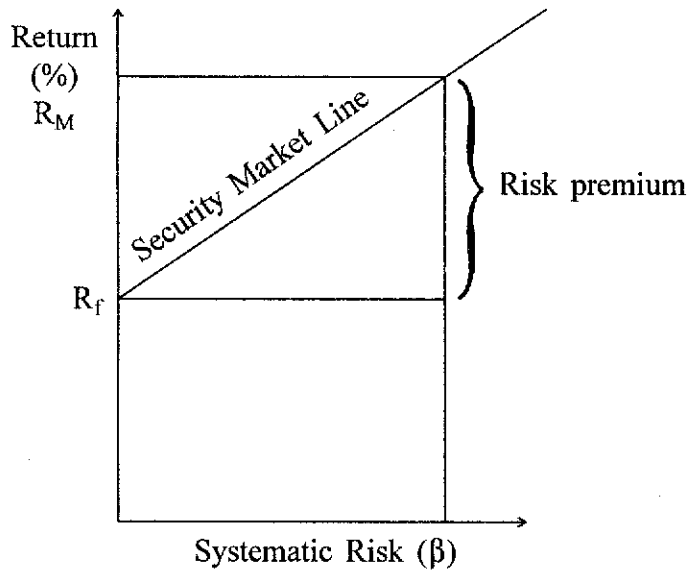 Return
(%)
R_M
Security Market Line
Risk premium
R_f
Systematic Risk (β)